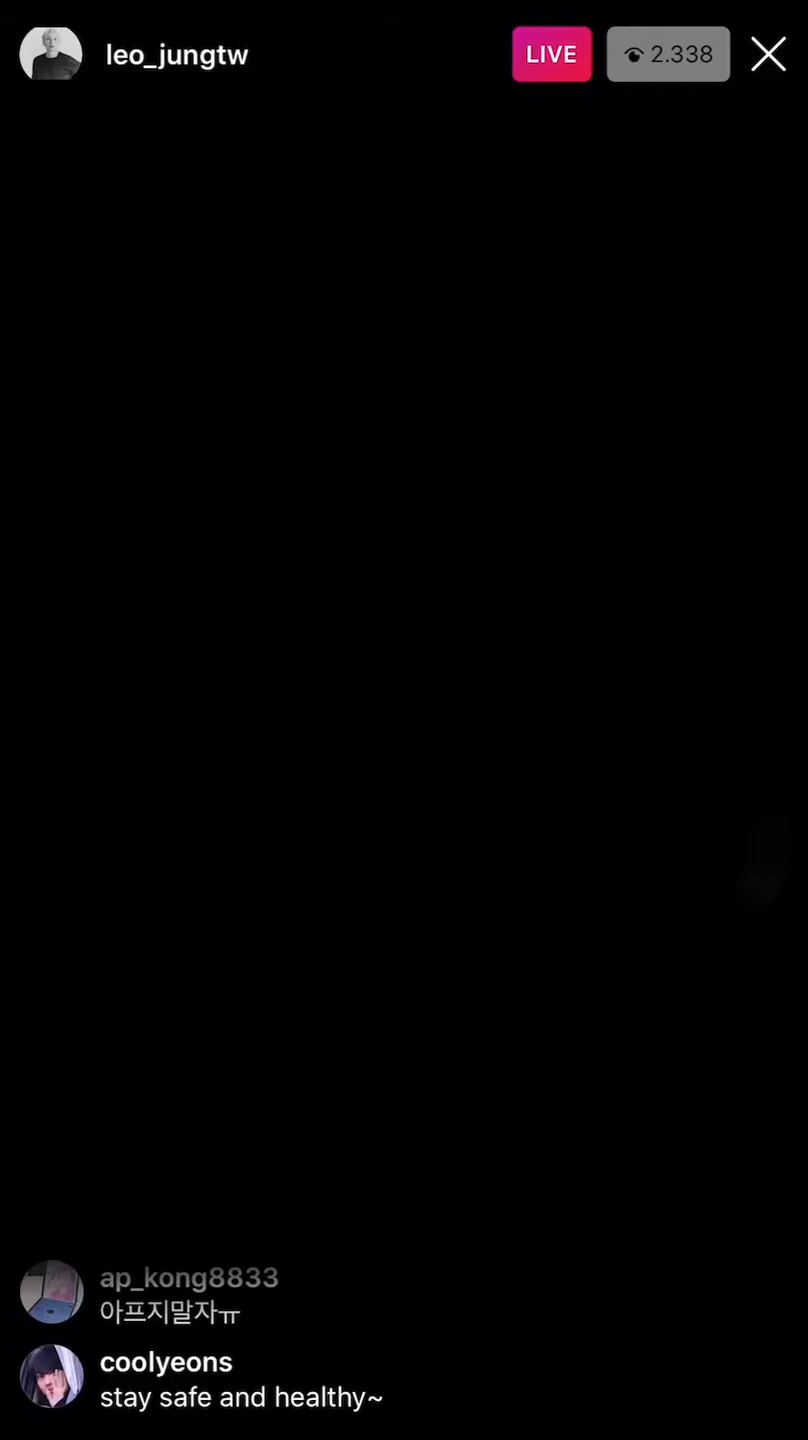 leo_jungtw
LIVE
2.338
ap_kong8833
아프지말자ㅠ
coolyeons
stay safe and healthy~